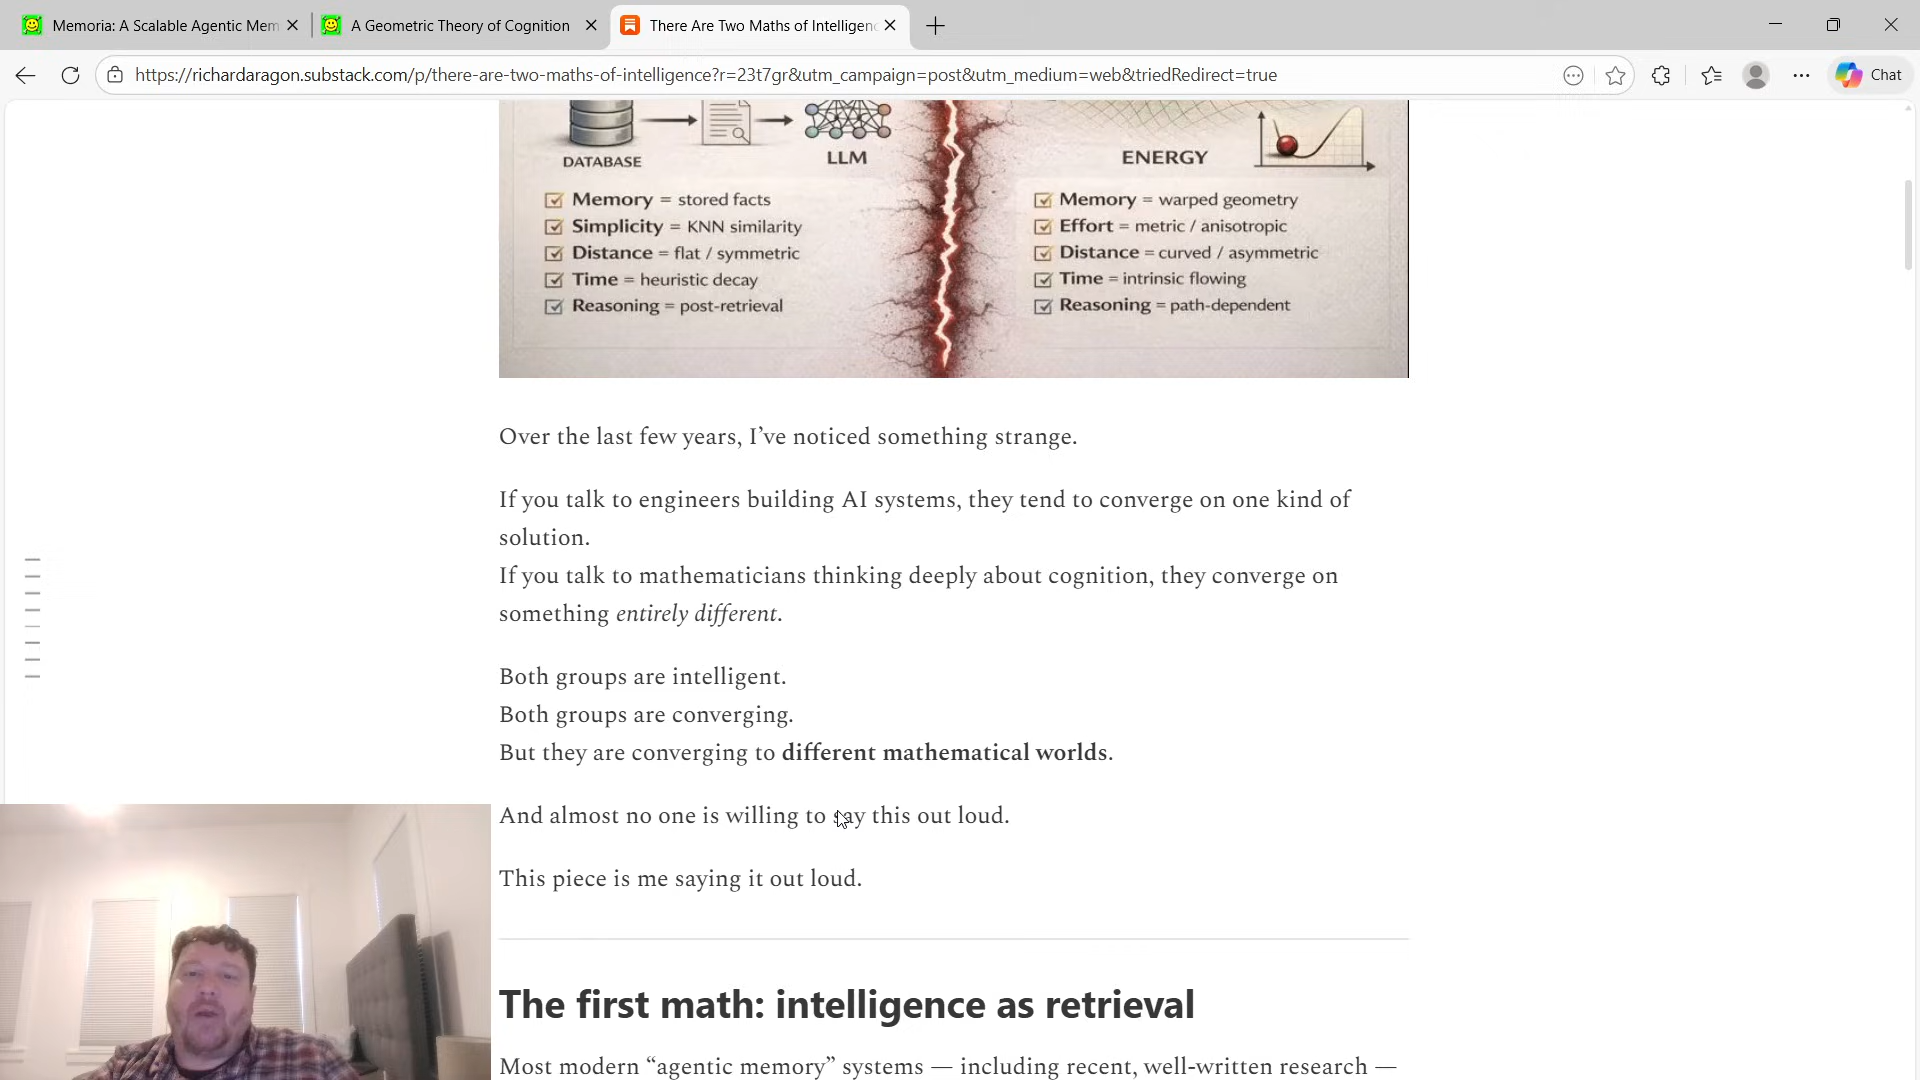 Memoria: A Scalable Agentic Mem
A Geometric Theory of Cognition
There Are Two Maths of Intelligenc
https://richardaragon.substack.com/p/there-are-two-maths-of-intelligence?r=23t7gr&utm_campaign=post&utm_medium=web&triedRedirect=true
Chat
DATABASE
LLM
ENERGY
Memory = stored facts
Simplicity = KNN similarity
Distance = flat / symmetric
Time = heuristic decay
Reasoning = post-retrieval
Memory = warped geometry
Effort = metric / anisotropic
Distance = curved / asymmetric
Time = intrinsic flowing
Reasoning = path-dependent
Over the last few years, I’ve noticed something strange.
If you talk to engineers building AI systems, they tend to converge on one kind of
solution.
If you talk to mathematicians thinking deeply about cognition, they converge on
something entirely different.
Both groups are intelligent.
Both groups are converging.
But they are converging to different mathematical worlds.
And almost no one is willing to say this out loud.
This piece is me saying it out loud.
The first math: intelligence as retrieval
Most modern “agentic memory” systems — including recent, well-written research —